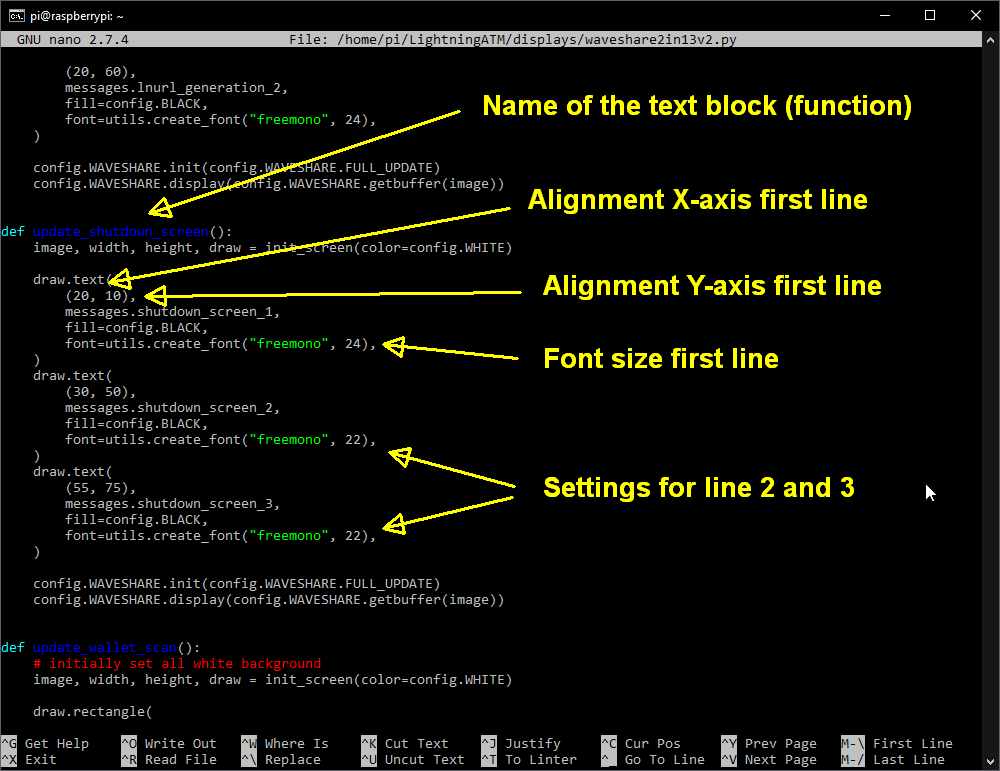 pi@raspberrypi: ~
GNU nano 2.7.4 File: /home/pi/LightningATM/displays/waveshare2in13v2.py
(20, 60),
messages.lnurl_generation_2,
fill=config.BLACK,
font=utils.create_font("freemono", 24),
)
Name of the text block (function)
config.WAVESHARE.init(config.WAVESHARE.FULL_UPDATE)
config.WAVESHARE.display(config.WAVESHARE.getbuffer(image))
Alignment X-axis first line
def update_shutdown_screen():
image, width, height, draw = init_screen(color=config.WHITE)
draw.text(
Alignment Y-axis first line
(20, 10),
messages.shutdown_screen_1,
fill=config.BLACK,
font=utils.create_font("freemono", 24),
Font size first line
)
draw.text(
(30, 50),
messages.shutdown_screen_2,
fill=config.BLACK,
font=utils.create_font("freemono", 22),
)
draw.text(
(55, 75),
Settings for line 2 and 3
messages.shutdown_screen_3,
fill=config.BLACK,
font=utils.create_font("freemono", 22),
)
config.WAVESHARE.init(config.WAVESHARE.FULL_UPDATE)
config.WAVESHARE.display(config.WAVESHARE.getbuffer(image))
def update_wallet_scan():
# initially set all white background
image, width, height, draw = init_screen(color=config.WHITE)
draw.rectangle(
^G Get Help ^O Write Out ^W Where Is ^K Cut Text ^J Justify ^C Cur Pos ^Y Prev Page M-\ First Line
^X Exit ^R Read File ^\ Replace ^U Uncut Text ^T To Linter ^_ Go To Line ^V Next Page M-/ Last Line